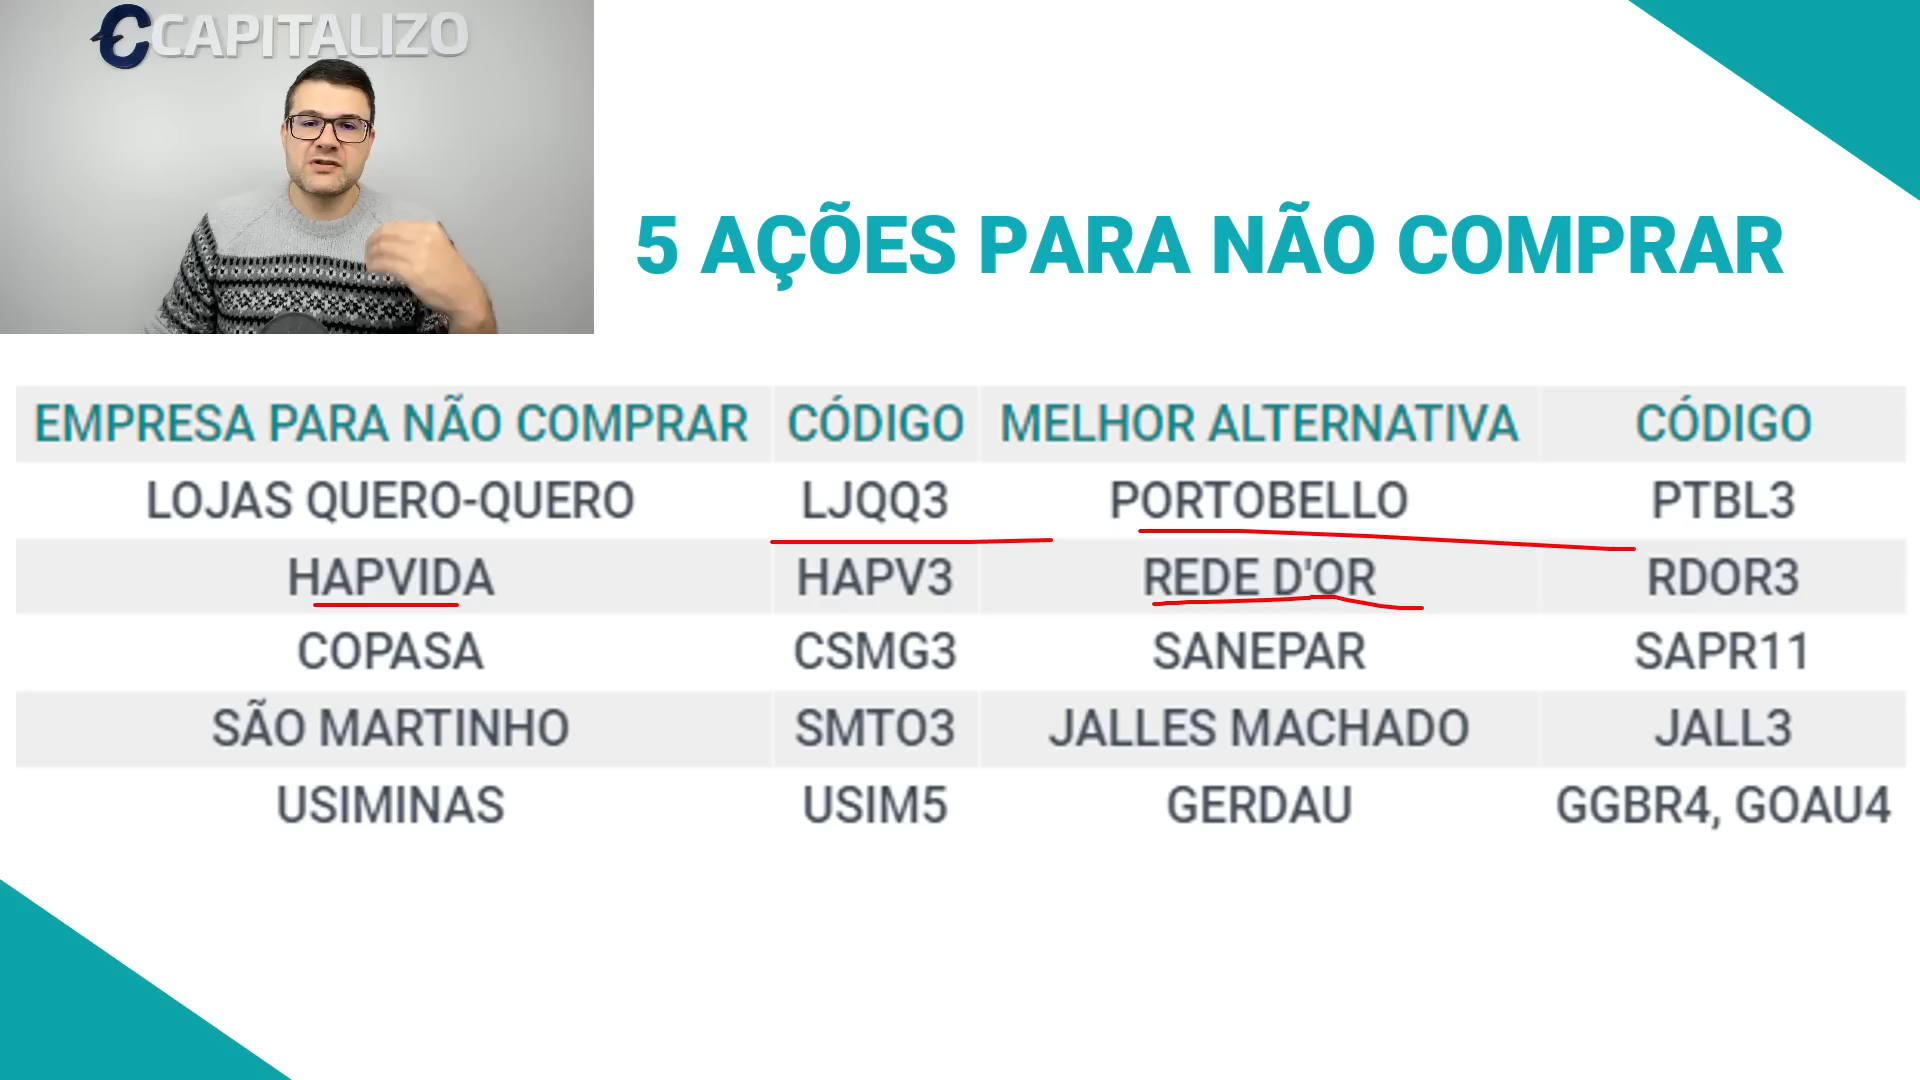 CAPITALIZO
5 AÇÕES PARA NÃO COMPRAR
EMPRESA PARA NÃO COMPRAR CÓDIGO MELHOR ALTERNATIVA CÓDIGO
LOJAS QUERO-QUERO LJQQ3 PORTOBELLO PTBL3
HAPVIDA HAPV3 REDE D'OR RDOR3
COPASA CSMG3 SANEPAR SAPR11
SÃO MARTINHO SMTO3 JALLES MACHADO JALL3
USIMINAS USIM5 GERDAU GGBR4, GOAU4